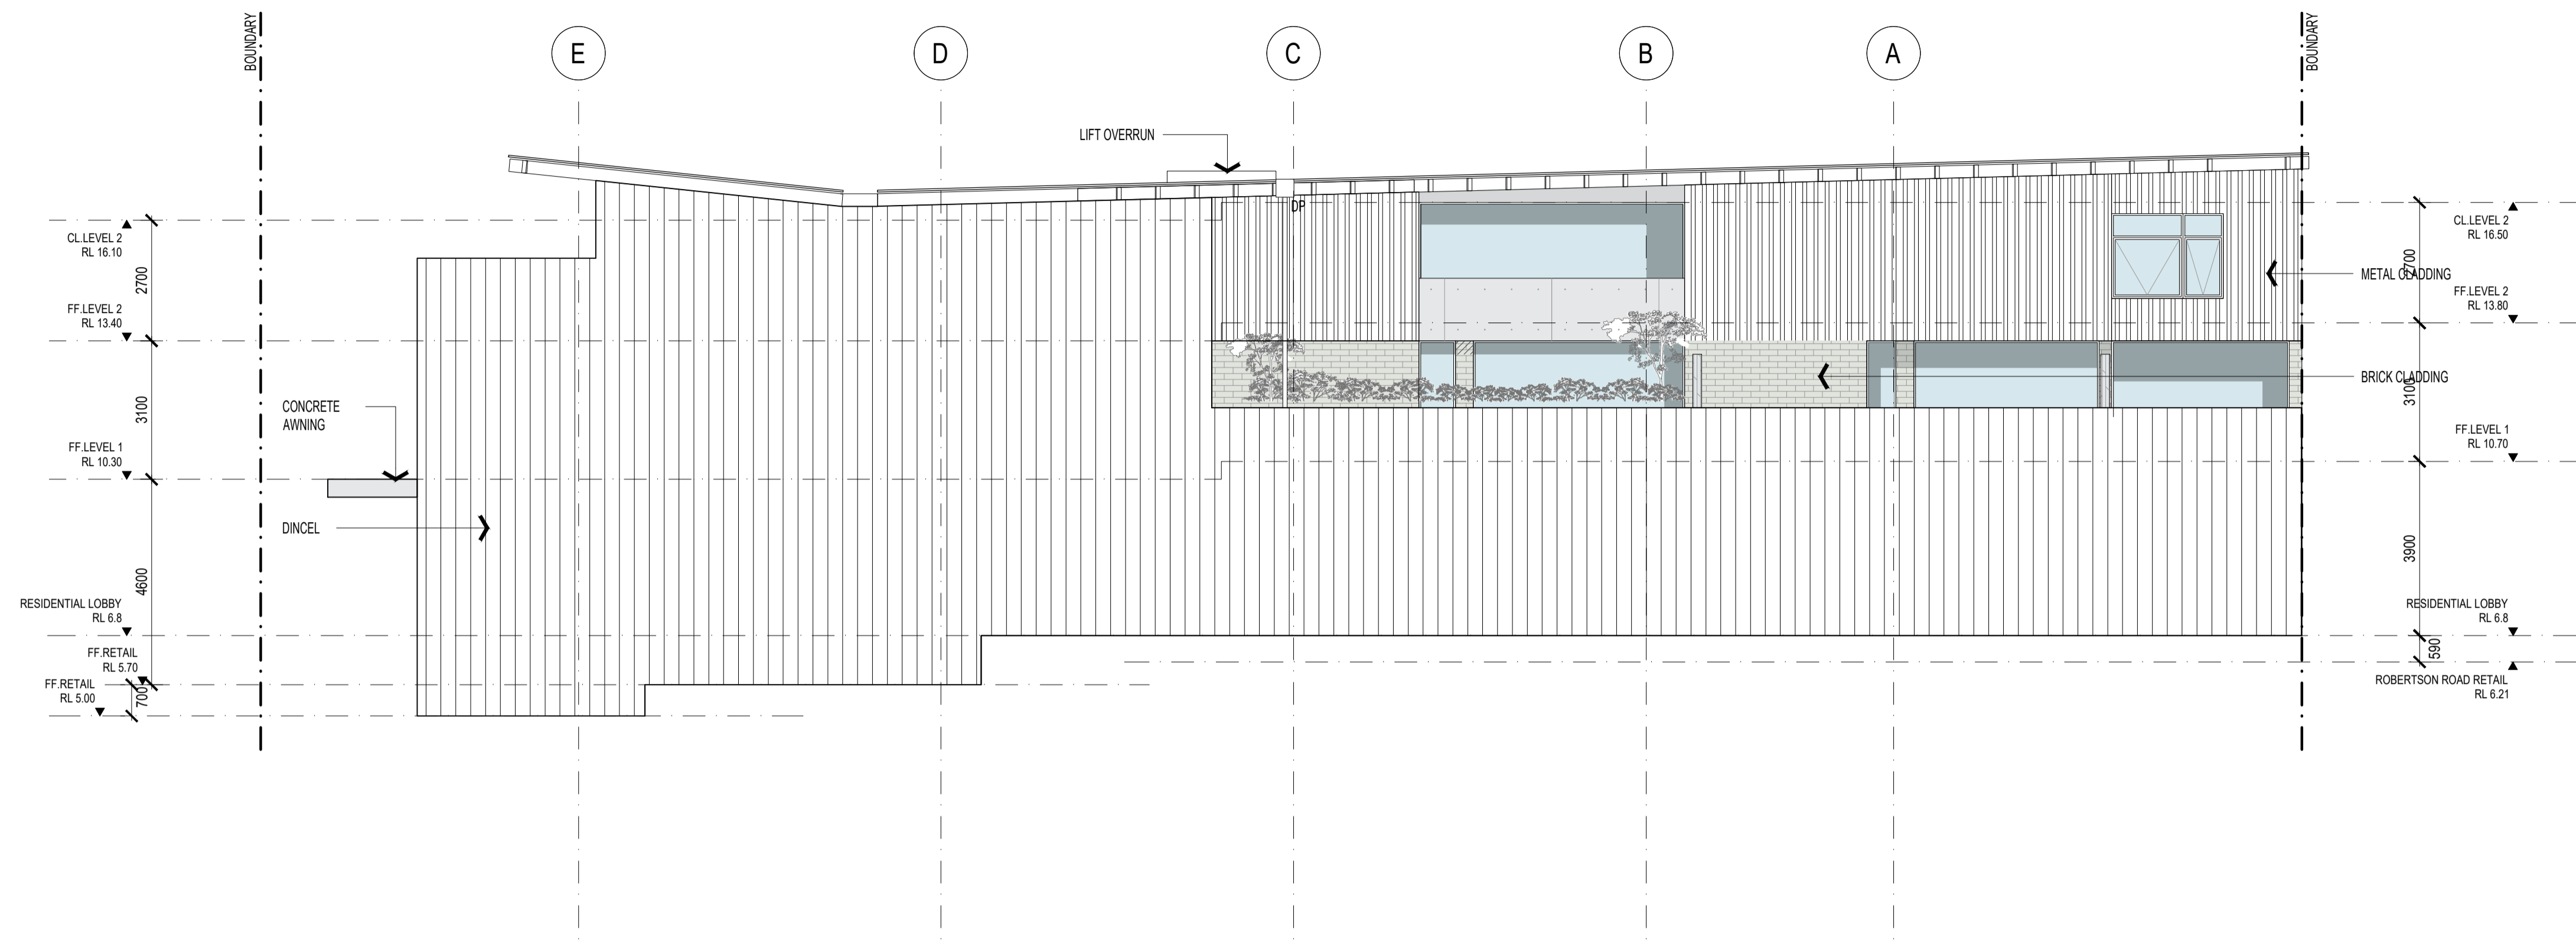 BOUNDARY
E
D
C
B
A
BOUNDARY
LIFT OVERRUN
DP
CL.LEVEL 2
RL 16.10
2700
FF.LEVEL 2
RL 13.40
3100
CONCRETE
AWNING
FF.LEVEL 1
RL 10.30
DINCEL
4600
RESIDENTIAL LOBBY
RL 6.8
FF.RETAIL
RL 5.70
FF.RETAIL
RL 5.00
700
CL.LEVEL 2
RL 16.50
2700
METAL CLADDING
FF.LEVEL 2
RL 13.80
BRICK CLADDING
3100
FF.LEVEL 1
RL 10.70
3900
RESIDENTIAL LOBBY
RL 6.8
590
ROBERTSON ROAD RETAIL
RL 6.21